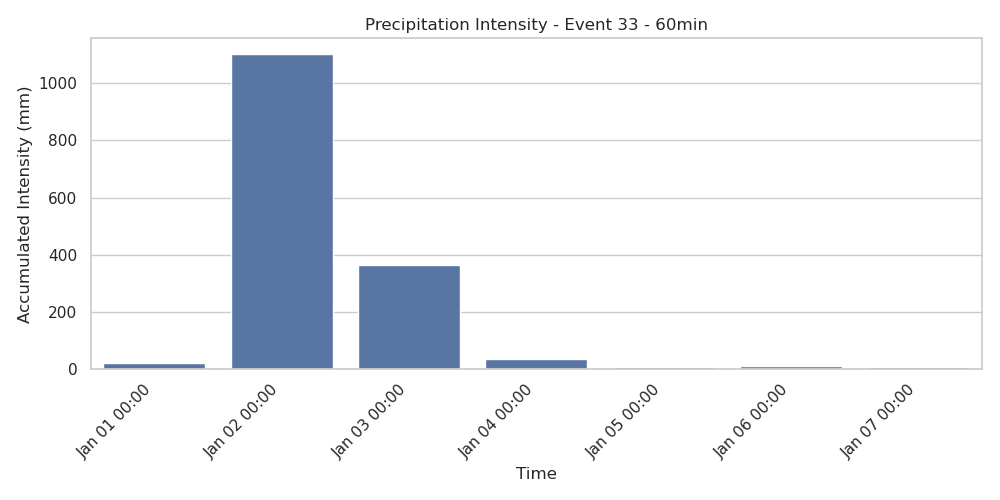 Precipitation Intensity - Event 33 - 60min
Accumulated Intensity (mm)
1000
800
600
400
200
0
Jan 01 00:00
Jan 02 00:00
Jan 03 00:00
Jan 04 00:00
Jan 05 00:00
Jan 06 00:00
Jan 07 00:00
Time